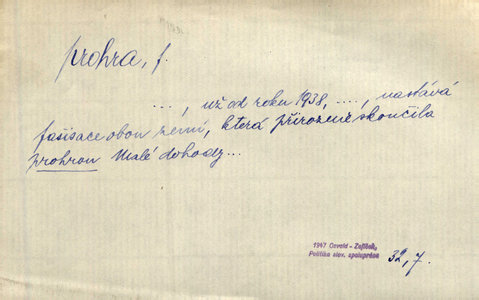 prohra, f.
..., už od roku 1938, ...., nastává
fašisace obou zemí, která přirozeně skončila
prohrou Malé dohody...
1947 Osvald - Zajíček,
Politika slov. spolupráce
32, 7.